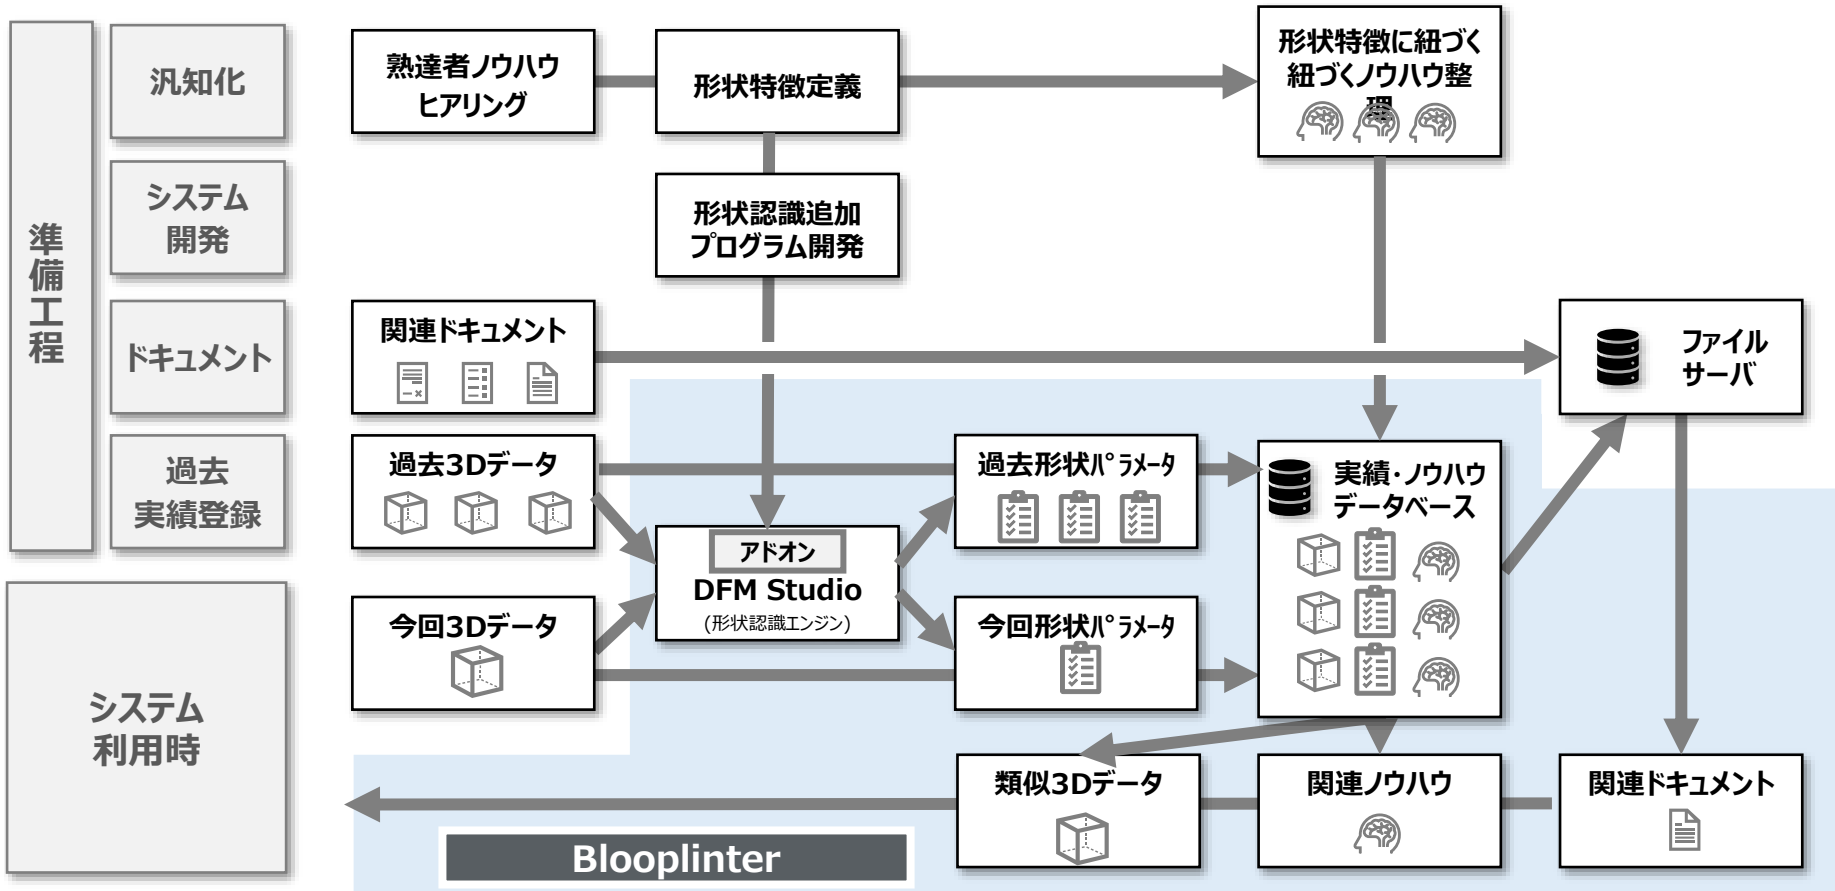 準備工程
汎知化
システム
開発
ドキュメント
過去
実績登録
システム
利用時
熟達者ノウハウ
ヒアリング
形状特徴定義
形状特徴に紐づく
紐づくノウハウ整
理
形状認識追加
プログラム開発
関連ドキュメント
ファイル
サーバ
過去3Dデータ
過去形状パラメータ
実績・ノウハウ
データベース
アドオン
DFM Studio
(形状認識エンジン)
今回3Dデータ
今回形状パラメータ
類似3Dデータ
関連ノウハウ
関連ドキュメント
Blooplinter